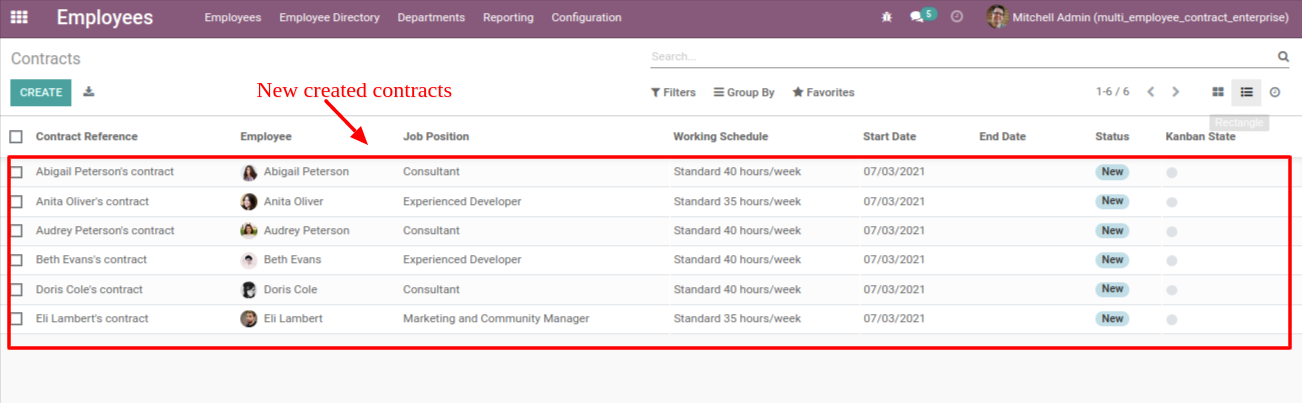 Employees Employees Employee Directory Departments Reporting Configuration 5 Mitchell Admin (multi_employee_contract_enterprise)
Contracts Search...
CREATE Filters Group By Favorites 1-6 / 6
New created contracts
Rectangle
Contract Reference Employee Job Position Working Schedule Start Date End Date Status Kanban State
Abigail Peterson's contract Abigail Peterson Consultant Standard 40 hours/week 07/03/2021 New
Anita Oliver's contract Anita Oliver Experienced Developer Standard 35 hours/week 07/03/2021 New
Audrey Peterson's contract Audrey Peterson Consultant Standard 40 hours/week 07/03/2021 New
Beth Evans's contract Beth Evans Experienced Developer Standard 40 hours/week 07/03/2021 New
Doris Cole's contract Doris Cole Consultant Standard 40 hours/week 07/03/2021 New
Eli Lambert's contract Eli Lambert Marketing and Community Manager Standard 35 hours/week 07/03/2021 New